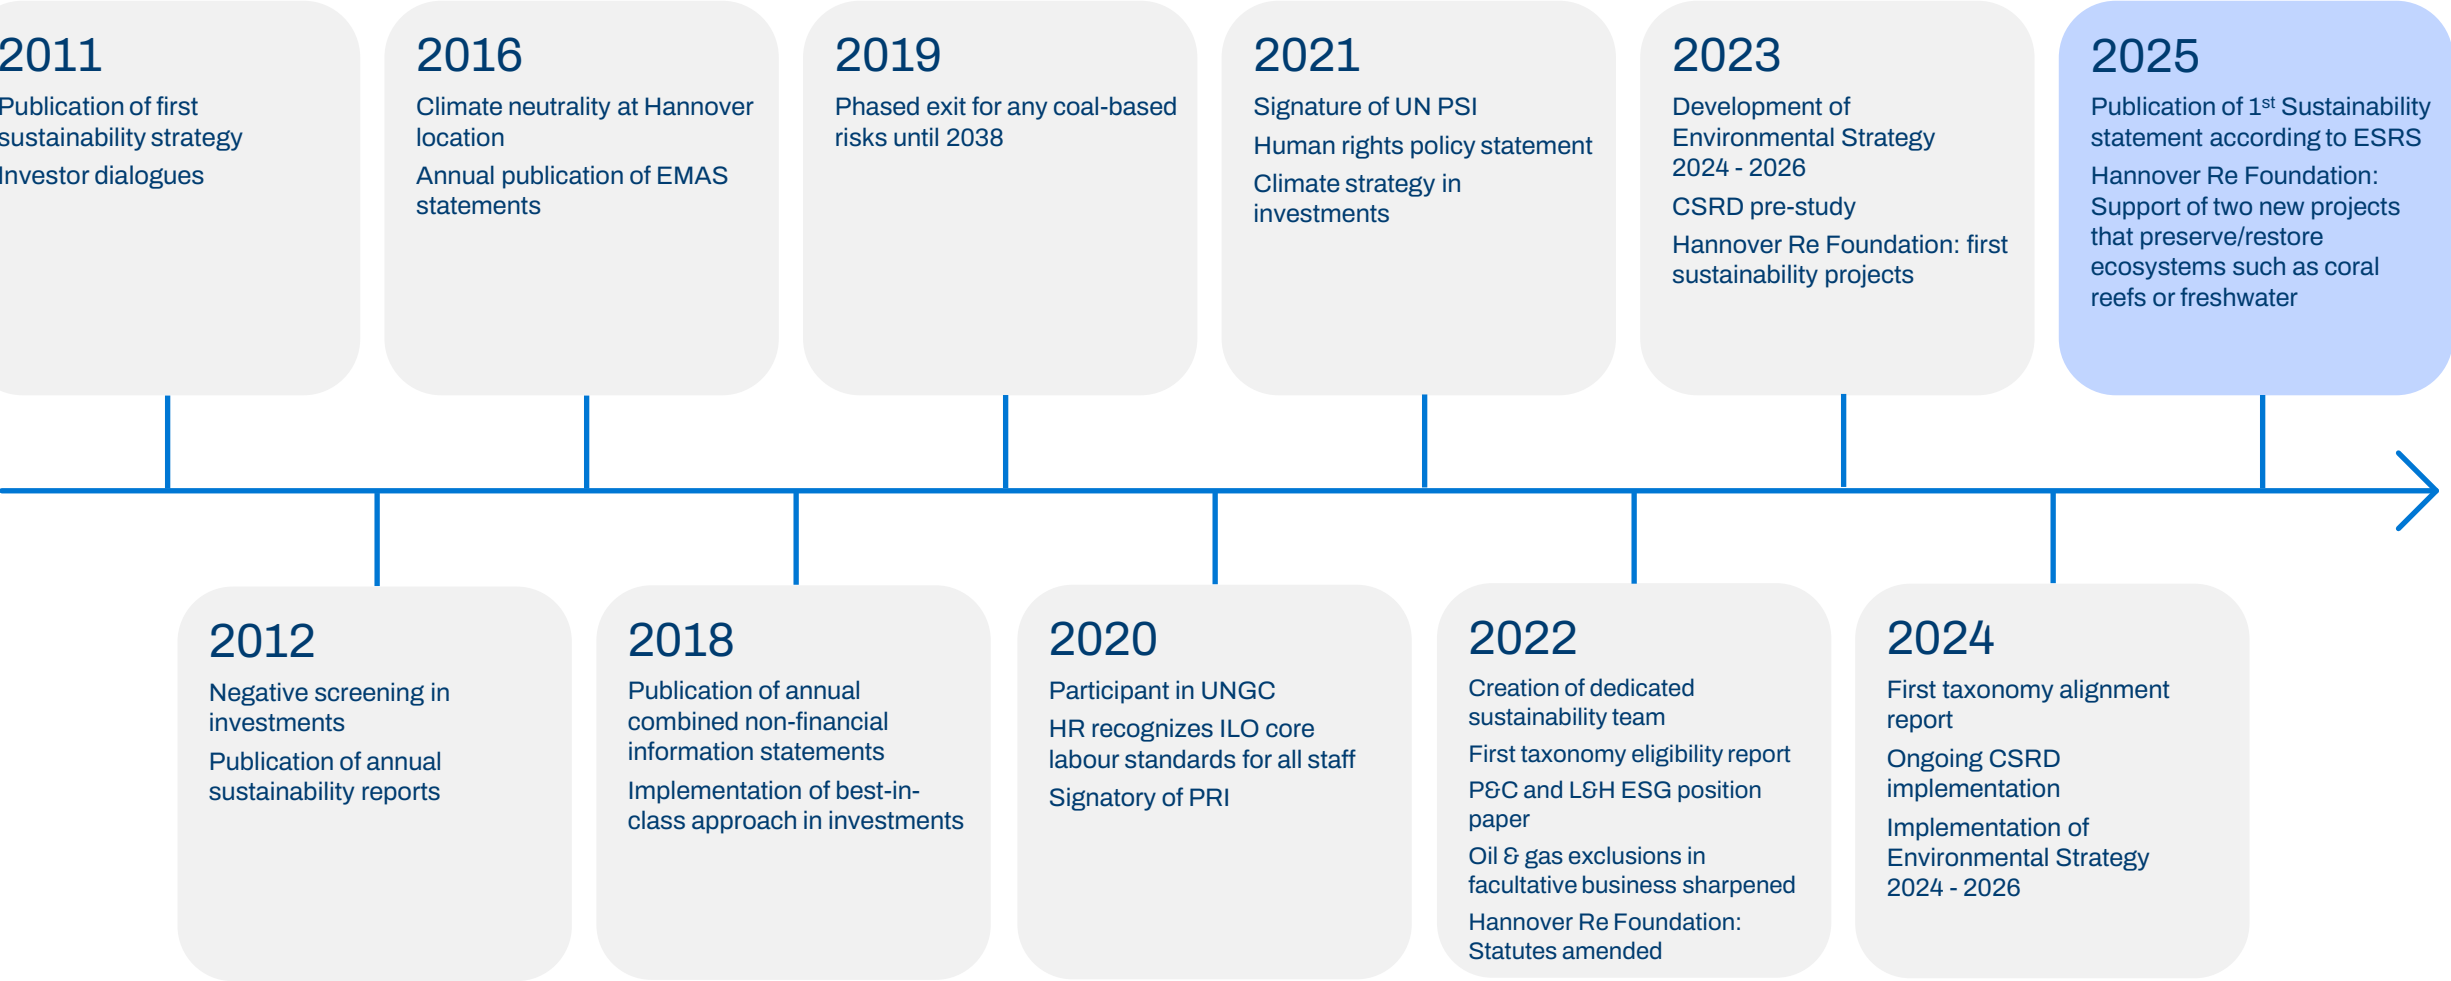 2011
Publication of first
sustainability strategy
Investor dialogues
2016
Climate neutrality at Hannover
location
Annual publication of EMAS
statements
2019
Phased exit for any coal-based
risks until 2038
2021
Signature of UN PSI
Human rights policy statement
Climate strategy in
investments
2023
Development of
Environmental Strategy
2024 - 2026
CSRD pre-study
Hannover Re Foundation: first
sustainability projects
2025
Publication of 1st Sustainability
statement according to ESRS
Hannover Re Foundation:
Support of two new projects
that preserve/restore
ecosystems such as coral
reefs or freshwater
2012
Negative screening in
investments
Publication of annual
sustainability reports
2018
Publication of annual
combined non-financial
information statements
Implementation of best-in-
class approach in investments
2020
Participant in UNGC
HR recognizes ILO core
labour standards for all staff
Signatory of PRI
2022
Creation of dedicated
sustainability team
First taxonomy eligibility report
P&C and L&H ESG position
paper
Oil & gas exclusions in
facultative business sharpened
Hannover Re Foundation:
Statutes amended
2024
First taxonomy alignment
report
Ongoing CSRD
implementation
Implementation of
Environmental Strategy
2024 - 2026